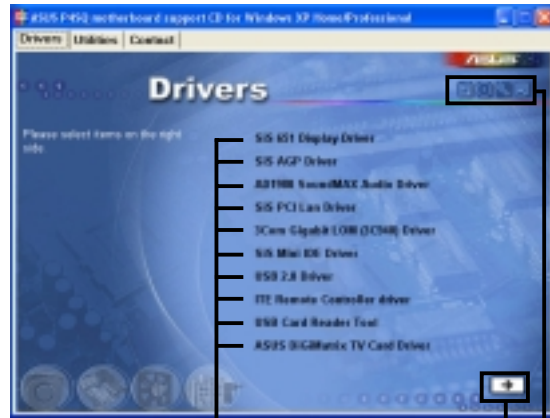 ASUS P4SQ motherboard support CD for Windows XP Home/Professional
Drivers Utilities Contact
Drivers
Please select items on the right
side
SiS 651 Display Driver
SiS AGP Driver
SoundMAX Audio Driver
SiS PCI Lan Driver
3Com Gigabit LOM (3C940) Driver
SiS Mini IDE Driver
USB 2.0 Driver
ITE Remote Controller driver
USB Card Reader Tool
ASUS DiGiMatrix TV Card Driver